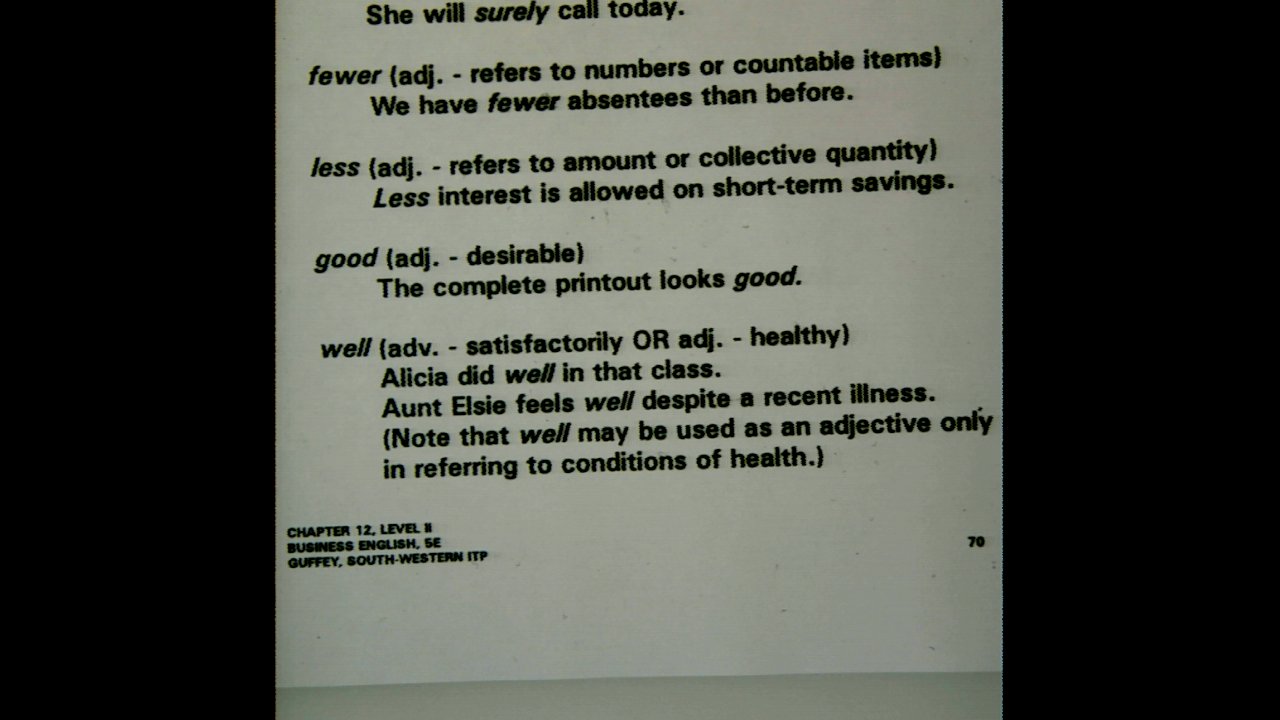 She will surely call today.
fewer (adj. - refers to numbers or countable items)
We have fewer absentees than before.
less (adj. - refers to amount or collective quantity)
Less interest is allowed on short-term savings.
good (adj. - desirable)
The complete printout looks good.
well (adv. - satisfactorily OR adj. - healthy)
Alicia did well in that class.
Aunt Elsie feels well despite a recent illness.
(Note that well may be used as an adjective only
in referring to conditions of health.)
CHAPTER 12, LEVEL II
BUSINESS ENGLISH, 5E
GUFFEY, SOUTH-WESTERN ITP
70